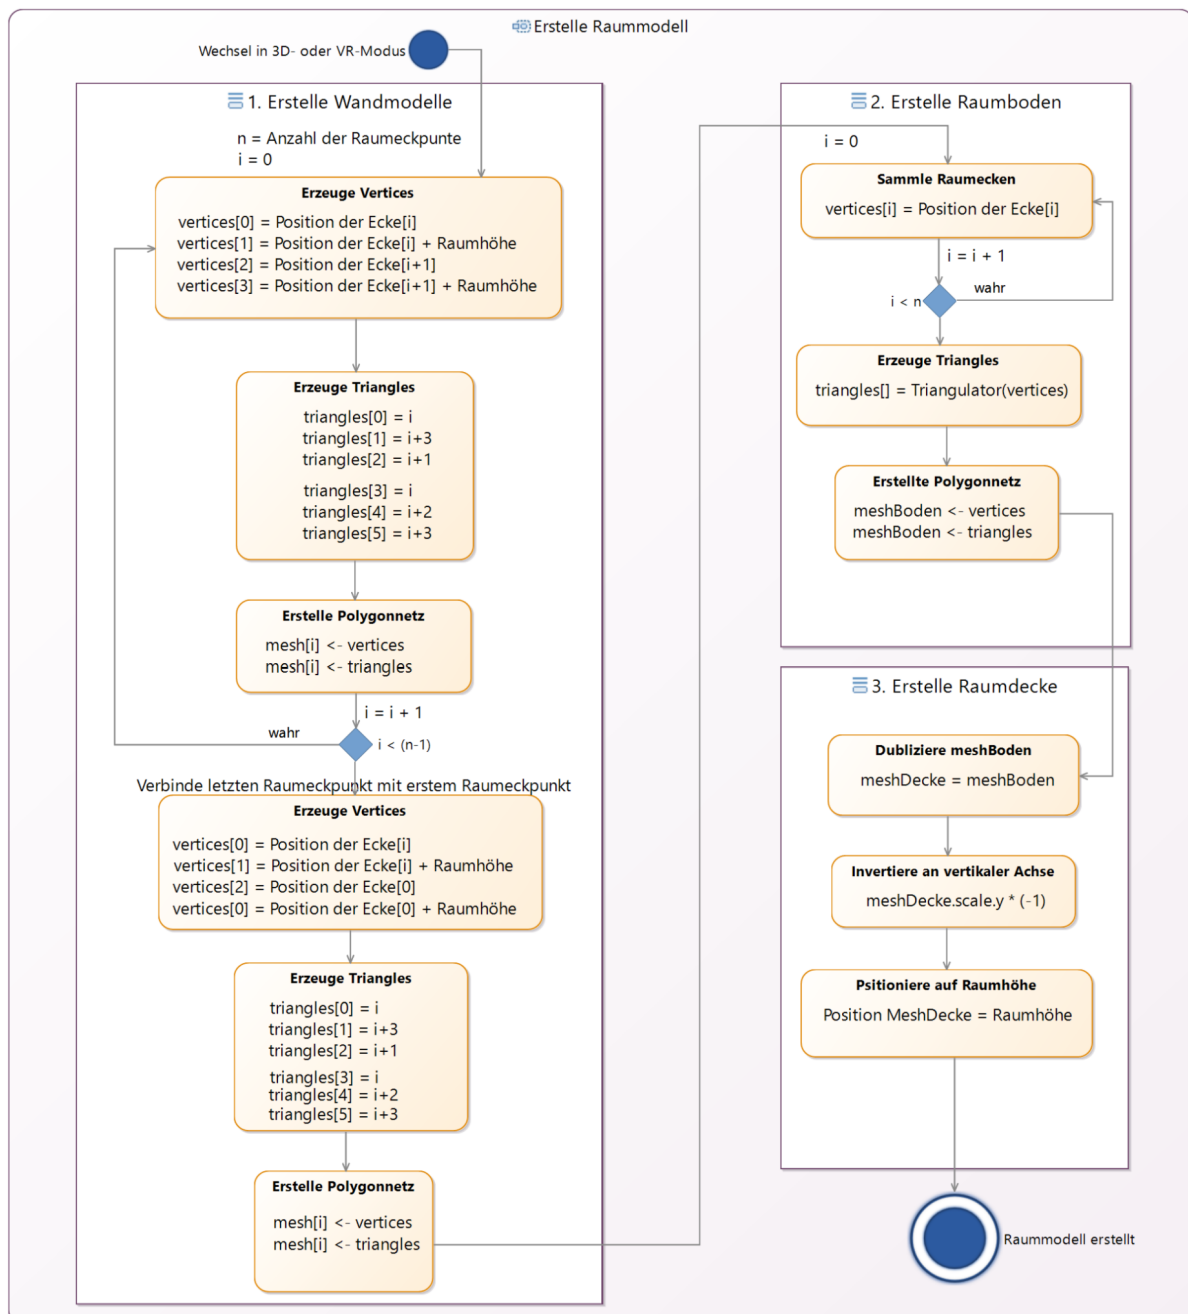 Erstelle Raummodell
Wechsel in 3D- oder VR-Modus
1. Erstelle Wandmodelle
n = Anzahl der Raumeckpunte
i = 0
Erzeuge Vertices
vertices[0] = Position der Ecke[i]
vertices[1] = Position der Ecke[i] + Raumhöhe
vertices[2] = Position der Ecke[i+1]
vertices[3] = Position der Ecke[i+1] + Raumhöhe
Erzeuge Triangles
triangles[0] = i
triangles[1] = i+3
triangles[2] = i+1
triangles[3] = i
triangles[4] = i+2
triangles[5] = i+3
Erstelle Polygonnetz
mesh[i] <- vertices
mesh[i] <- triangles
i = i + 1
wahr
i < (n-1)
Verbinde letzten Raumeckpunkt mit erstem Raumeckpunkt
Erzeuge Vertices
vertices[0] = Position der Ecke[i]
vertices[1] = Position der Ecke[i] + Raumhöhe
vertices[2] = Position der Ecke[0]
vertices[0] = Position der Ecke[0] + Raumhöhe
Erzeuge Triangles
triangles[0] = i
triangles[1] = i+3
triangles[2] = i+1
triangles[3] = i
triangles[4] = i+2
triangles[5] = i+3
Erstelle Polygonnetz
mesh[i] <- vertices
mesh[i] <- triangles
2. Erstelle Raumboden
i = 0
Sammle Raumecken
vertices[i] = Position der Ecke[i]
i = i + 1
wahr
i < n
Erzeuge Triangles
triangles[] = Triangulator(vertices)
Erstellte Polygonnetz
meshBoden <- vertices
meshBoden <- triangles
3. Erstelle Raumdecke
Dubliziere meshBoden
meshDecke = meshBoden
Invertiere an vertikaler Achse
meshDecke.scale.y * (-1)
Psitioniere auf Raumhöhe
Position MeshDecke = Raumhöhe
Raummodell erstellt